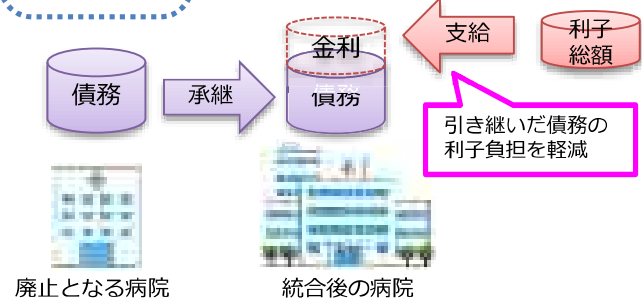 金利
支給
利子
総額
債務
承継
債務
引き継いだ債務の
利子負担を軽減
廃止となる病院
統合後の病院